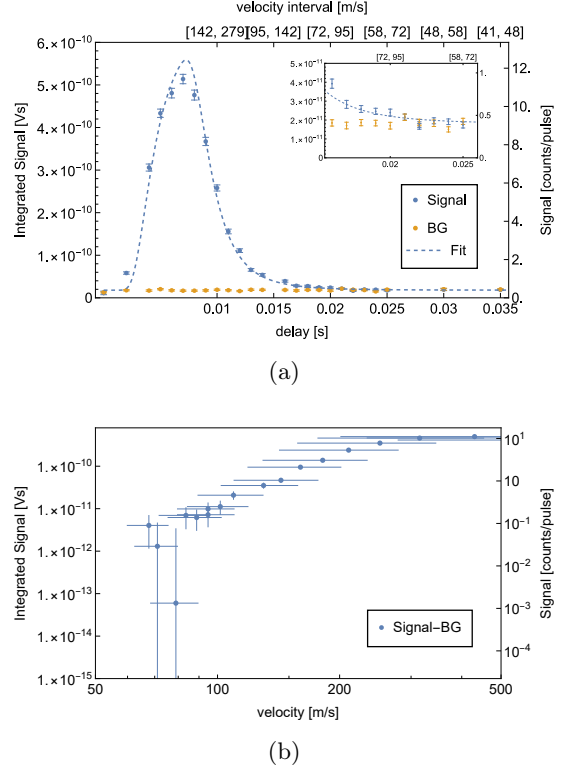 velocity interval [m/s]
[142, 279] [95, 142] [72, 95] [58, 72] [48, 58] [41, 48]
6.×10⁻¹⁰
5.×10⁻¹⁰
4.×10⁻¹⁰
3.×10⁻¹⁰
2.×10⁻¹⁰
1.×10⁻¹⁰
0
Integrated Signal [Vs]
0.01 0.015 0.02 0.025 0.03 0.035
delay [s]
12.
10.
8.
6.
4.
2.
0.
Signal [counts/pulse]
[72, 95] [58, 72]
5.×10⁻¹¹
4.×10⁻¹¹
3.×10⁻¹¹
2.×10⁻¹¹
1.×10⁻¹¹
0
0.02 0.025
1.
0.5
0.
Signal
BG
Fit
(a)
1.×10⁻¹⁰
1.×10⁻¹¹
1.×10⁻¹²
1.×10⁻¹³
1.×10⁻¹⁴
1.×10⁻¹⁵
Integrated Signal [Vs]
50 100 200 500
velocity [m/s]
10¹
10
10⁻¹
10⁻²
10⁻³
10⁻⁴
Signal [counts/pulse]
Signal-BG
(b)